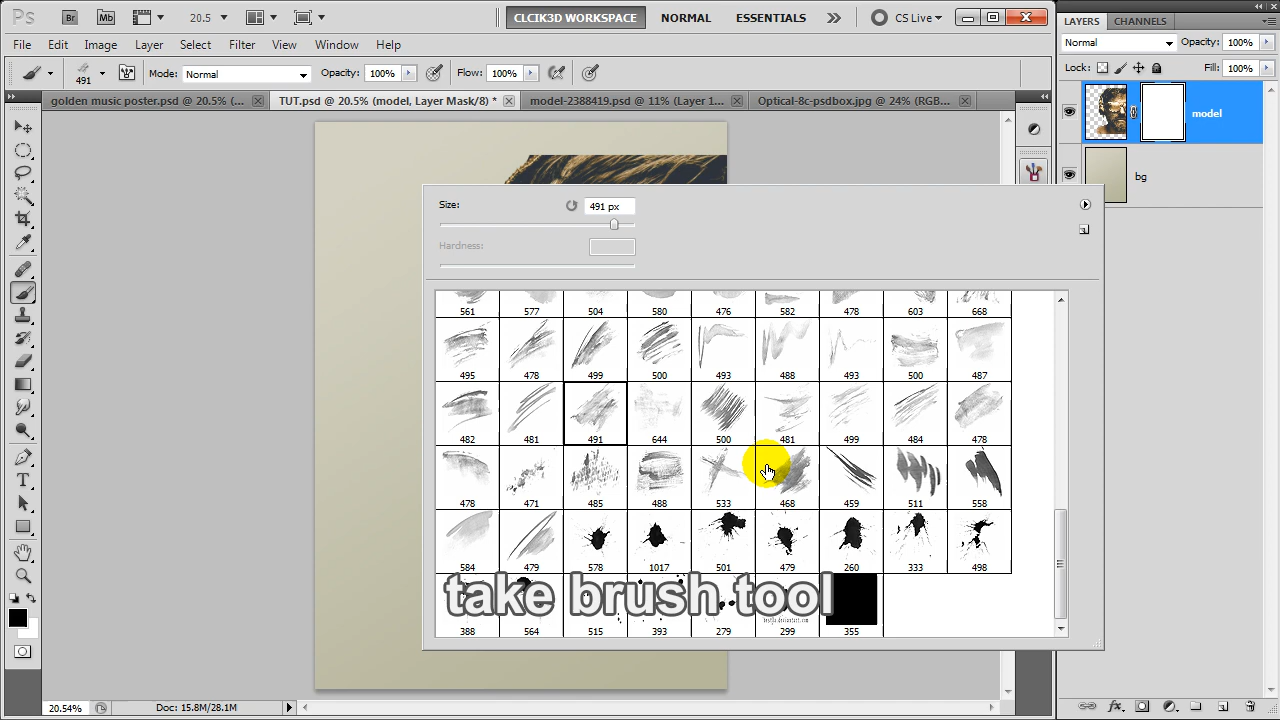 Ps Br Mb 20.5 CLCIK3D WORKSPACE NORMAL ESSENTIALS CS Live
File Edit Image Layer Select Filter View Window Help
491 Mode: Normal Opacity: 100% Flow: 100%
golden music poster.psd @ 20.5% (... TUT.psd @ 20.5% (model, Layer Mask/8) * model-2388419.psd @ 11% (Layer 1... Optical-8c-psdbox.jpg @ 24% (RGB...
LAYERS CHANNELS
Normal Opacity: 100%
Lock: Fill: 100%
model
bg
Size: 491 px
Hardness:
561 577 504 580 476 582 478 603 668
495 478 499 500 493 488 493 500 487
482 481 491 644 500 481 499 484 478
478 471 485 488 533 468 459 511 558
584 479 578 1017 501 479 260 333 498
take brush tool
388 564 515 393 279 299 355
20.54% Doc: 15.8M/28.1M